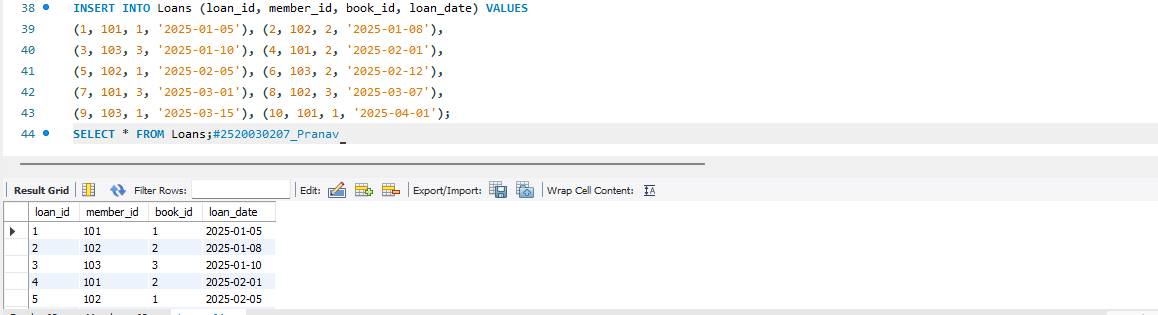 38 INSERT INTO Loans (loan_id, member_id, book_id, loan_date) VALUES
39 (1, 101, 1, '2025-01-05'), (2, 102, 2, '2025-01-08'),
40 (3, 103, 3, '2025-01-10'), (4, 101, 2, '2025-02-01'),
41 (5, 102, 1, '2025-02-05'), (6, 103, 2, '2025-02-12'),
42 (7, 101, 3, '2025-03-01'), (8, 102, 3, '2025-03-07'),
43 (9, 103, 1, '2025-03-15'), (10, 101, 1, '2025-04-01');
44 SELECT * FROM Loans;#2520030207_Pranav
Result Grid Filter Rows: Edit: Export/Import: Wrap Cell Content:
loan_id member_id book_id loan_date
1 101 1 2025-01-05
2 102 2 2025-01-08
3 103 3 2025-01-10
4 101 2 2025-02-01
5 102 1 2025-02-05